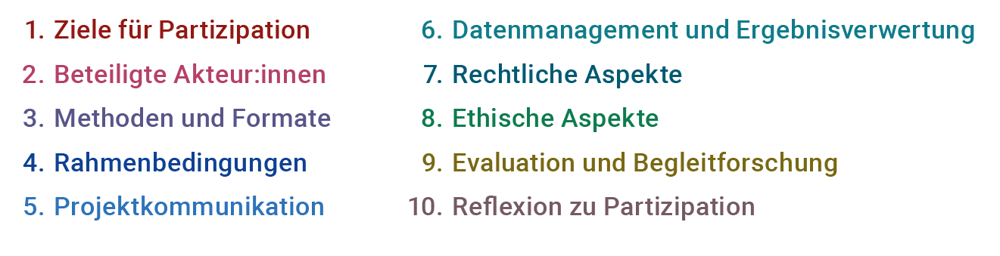 1. Ziele für Partizipation
2. Beteiligte Akteur:innen
3. Methoden und Formate
4. Rahmenbedingungen
5. Projektkommunikation
6. Datenmanagement und Ergebnisverwertung
7. Rechtliche Aspekte
8. Ethische Aspekte
9. Evaluation und Begleitforschung
10. Reflexion zu Partizipation